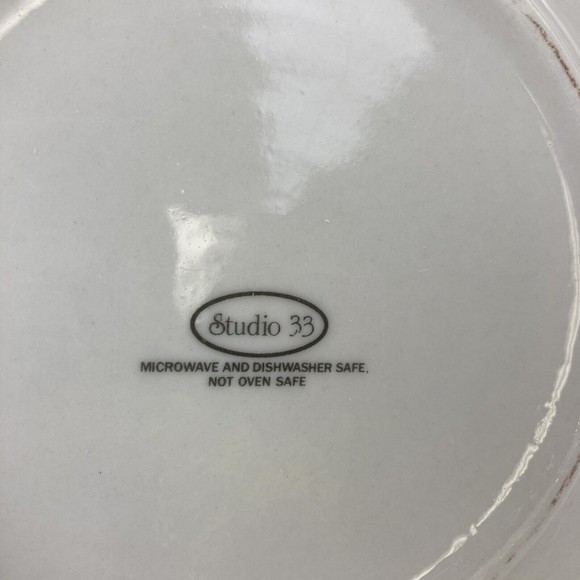 Studio 33
MICROWAVE AND DISHWASHER SAFE,
NOT OVEN SAFE